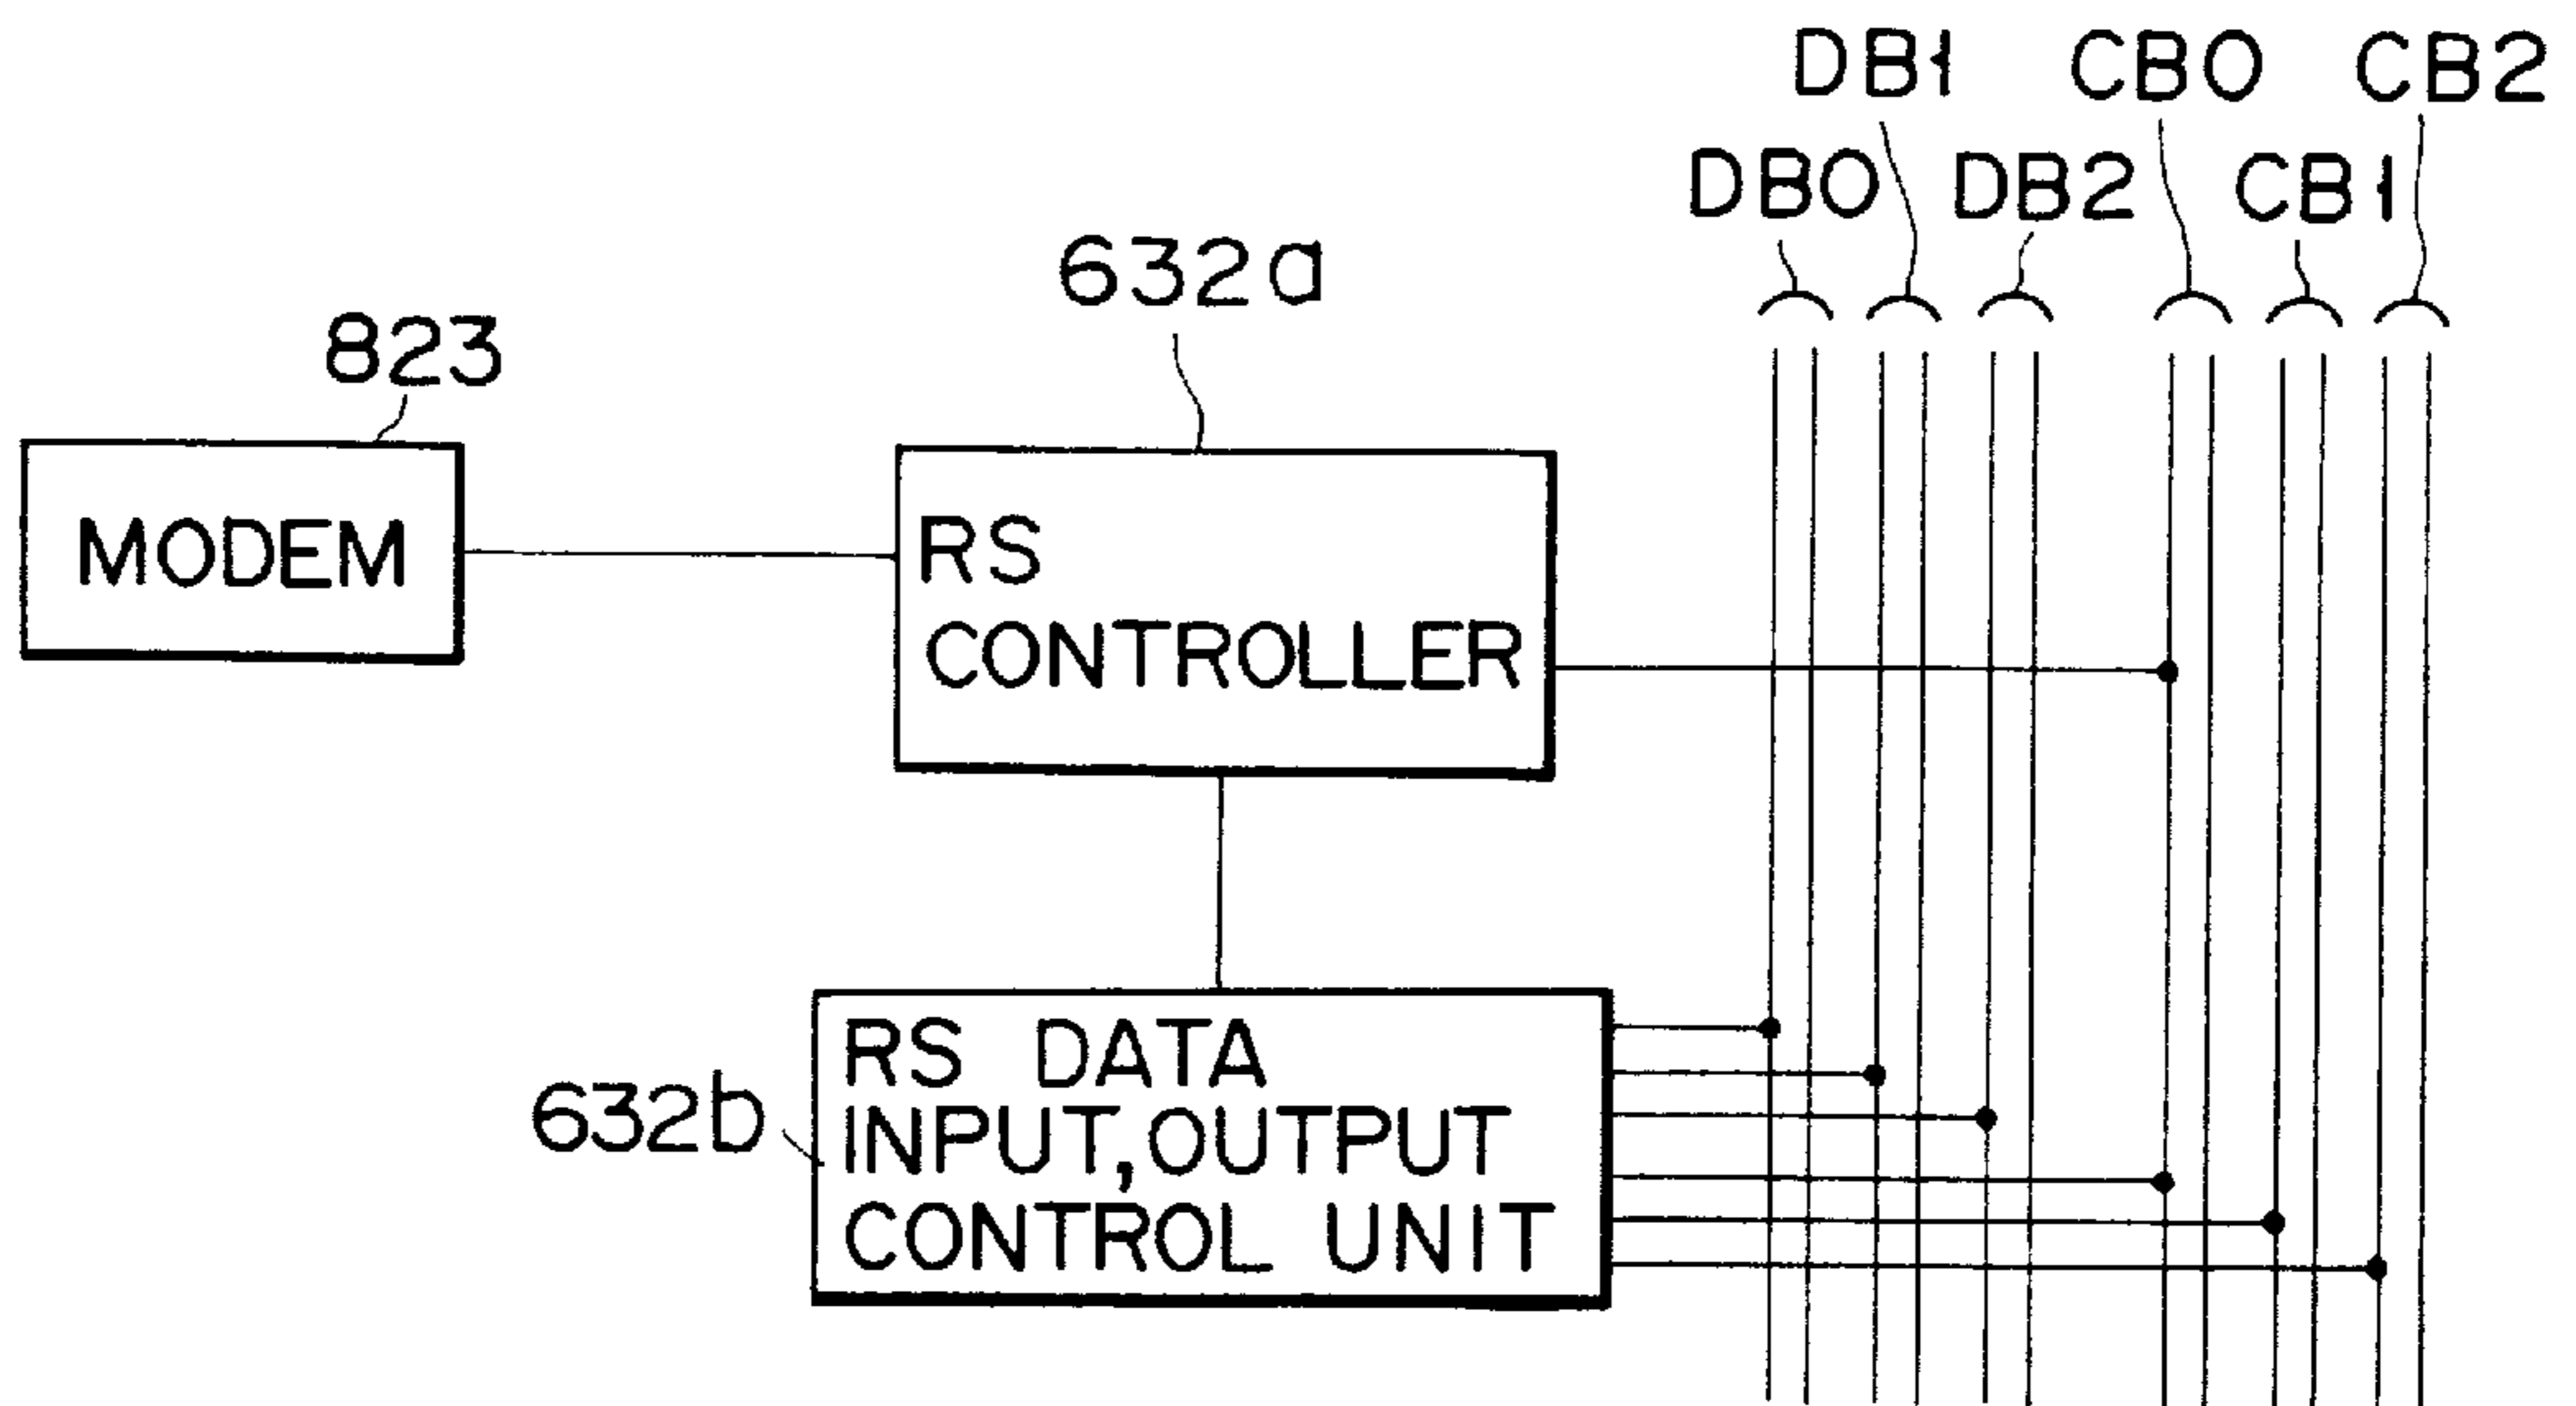 DB1 CB0 CB2
DB0 DB2 CB1
632a
823
MODEM
RS
CONTROLLER
632b
RS DATA
INPUT,OUTPUT
CONTROL UNIT